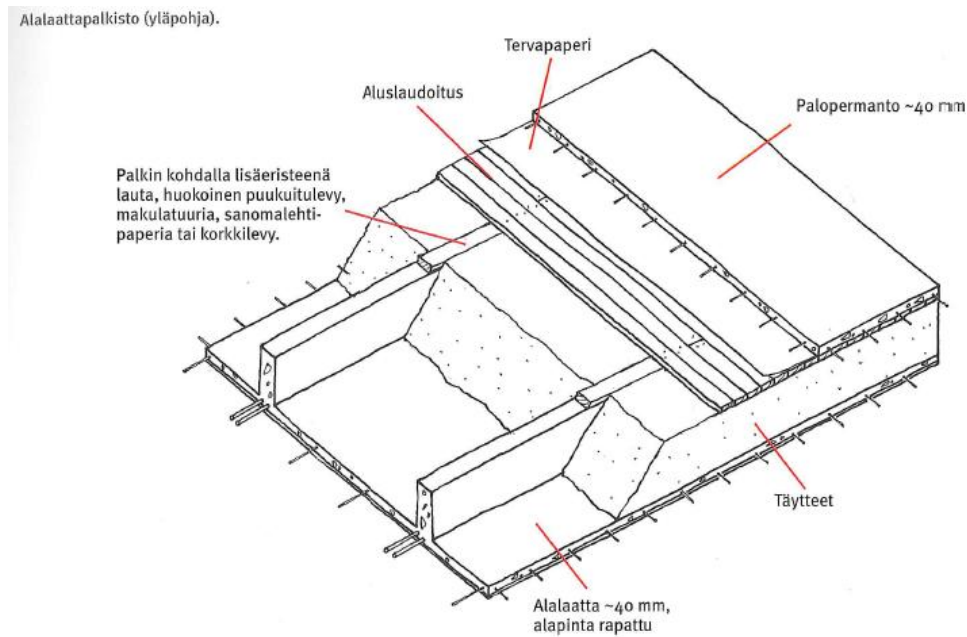 Alalaattapalkisto (yläpohja).
Tervapaperi
Aluslaudoitus
Palopermanto ~40 mm
Palkin kohdalla lisäeristeenä
lauta, huokoinen puukuitulevy,
makulatuuria, sanomalehti-
paperia tai korkkilevy.
Täytteet
Alalaatta ~40 mm,
alapinta rapattu